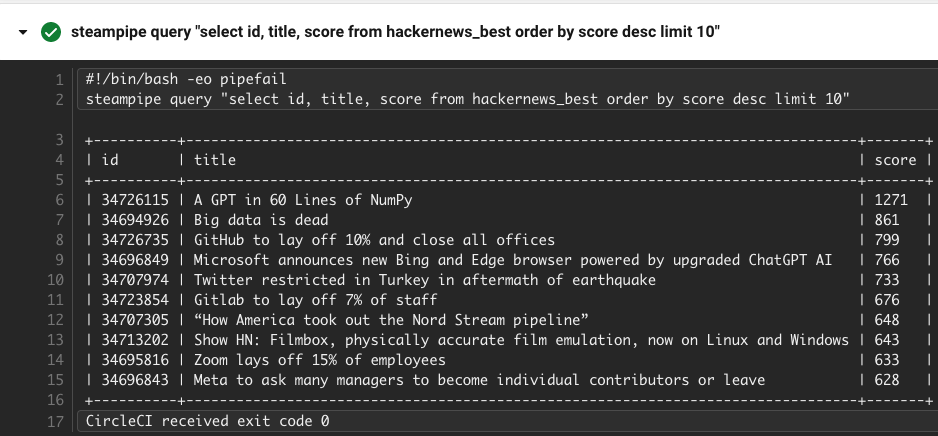 steampipe query "select id, title, score from hackernews_best order by score desc limit 10"
1 #!/bin/bash -eo pipefail
2 steampipe query "select id, title, score from hackernews_best order by score desc limit 10"
3 +----------+------------------------------------------------------------------------------------+-------+
4 | id | title | score |
5 +----------+------------------------------------------------------------------------------------+-------+
6 | 34726115 | A GPT in 60 Lines of NumPy | 1271 |
7 | 34694926 | Big data is dead | 861 |
8 | 34726735 | GitHub to lay off 10% and close all offices | 799 |
9 | 34696849 | Microsoft announces new Bing and Edge browser powered by upgraded ChatGPT AI | 766 |
10 | 34707974 | Twitter restricted in Turkey in aftermath of earthquake | 733 |
11 | 34723854 | Gitlab to lay off 7% of staff | 676 |
12 | 34707305 | “How America took out the Nord Stream pipeline” | 648 |
13 | 34713202 | Show HN: Filmbox, physically accurate film emulation, now on Linux and Windows | 643 |
14 | 34695816 | Zoom lays off 15% of employees | 633 |
15 | 34696843 | Meta to ask many managers to become individual contributors or leave | 628 |
16 +----------+------------------------------------------------------------------------------------+-------+
17 CircleCI received exit code 0